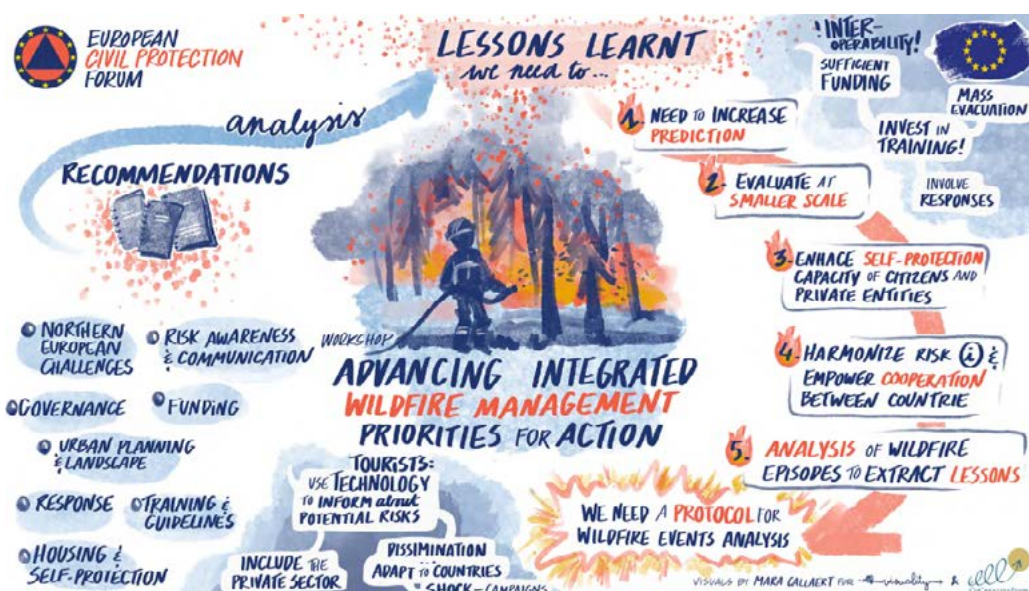 EUROPEAN
CIVIL PROTECTION
FORUM
LESSONS LEARNT
we need to...
analysis
RECOMMENDATIONS
NORTHERN
EUROPEAN
CHALLENGES
RISK AWARENESS
& COMMUNICATION
GOVERNANCE
FUNDING
URBAN PLANNING
& LANDSCAPE
RESPONSE
TRAINING &
GUIDELINES
HOUSING &
SELF-PROTECTION
WORKSHOP
ADVANCING INTEGRATED
WILDFIRE MANAGEMENT
PRIORITIES FOR ACTION
TOURISTS:
USE TECHNOLOGY
TO INFORM about
POTENTIAL RISKS
INCLUDE THE
PRIVATE SECTOR
DISSIMINATION
ADAPT to COUNTRIES
SHOCK-CAMPAIGNS
! INTER-
OPERABILITY!
SUFFICIENT
FUNDING
MASS
EVACUATION
INVEST IN
TRAINING!
INVOLVE
RESPONSES
1. NEED TO INCREASE
PREDICTION
2. EVALUATE AT
SMALLER SCALE
3. ENHACE SELF-PROTECTION
CAPACITY OF CITIZENS AND
PRIVATE ENTITIES
4. HARMONIZE RISK (i) &
EMPOWER COOPERATION
BETWEEN COUNTRIE
5. ANALYSIS OF WILDFIRE
EPISODES TO EXTRACT LESSONS
WE NEED A PROTOCOL FOR
WILDFIRE EVENTS ANALYSIS
VISUALS BY MARA CALLAERT FOR visuality &